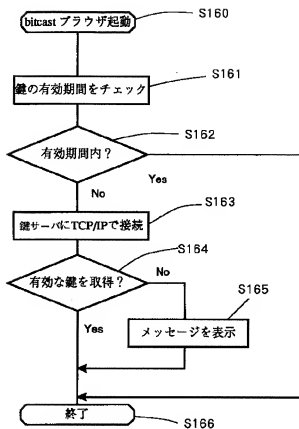 S160
bitcast ブラウザ起動
S161
鍵の有効期間をチェック
S162
有効期間内?
Yes
No
S163
鍵サーバにTCP/IPで接続
S164
有効な鍵を取得?
No
S165
Yes
メッセージを表示
終了
S166